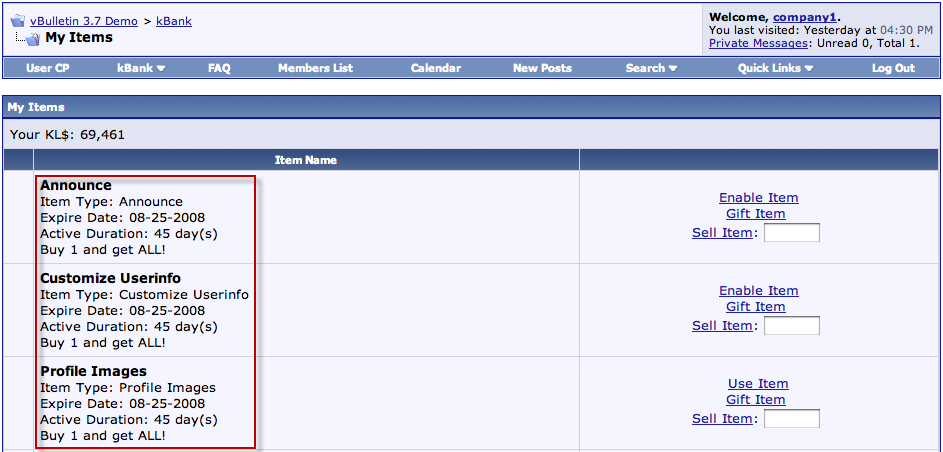 vBulletin 3.7 Demo > kBank
My Items
Welcome, company1.
You last visited: Yesterday at 04:30 PM
Private Messages: Unread 0, Total 1.
User CP kBank FAQ Members List Calendar New Posts Search Quick Links Log Out
My Items
Your KL$: 69,461
Item Name
Announce
Item Type: Announce
Expire Date: 08-25-2008
Active Duration: 45 day(s)
Buy 1 and get ALL!
Enable Item
Gift Item
Sell Item:
Customize Userinfo
Item Type: Customize Userinfo
Expire Date: 08-25-2008
Active Duration: 45 day(s)
Buy 1 and get ALL!
Enable Item
Gift Item
Sell Item:
Profile Images
Item Type: Profile Images
Expire Date: 08-25-2008
Active Duration: 45 day(s)
Buy 1 and get ALL!
Use Item
Gift Item
Sell Item: